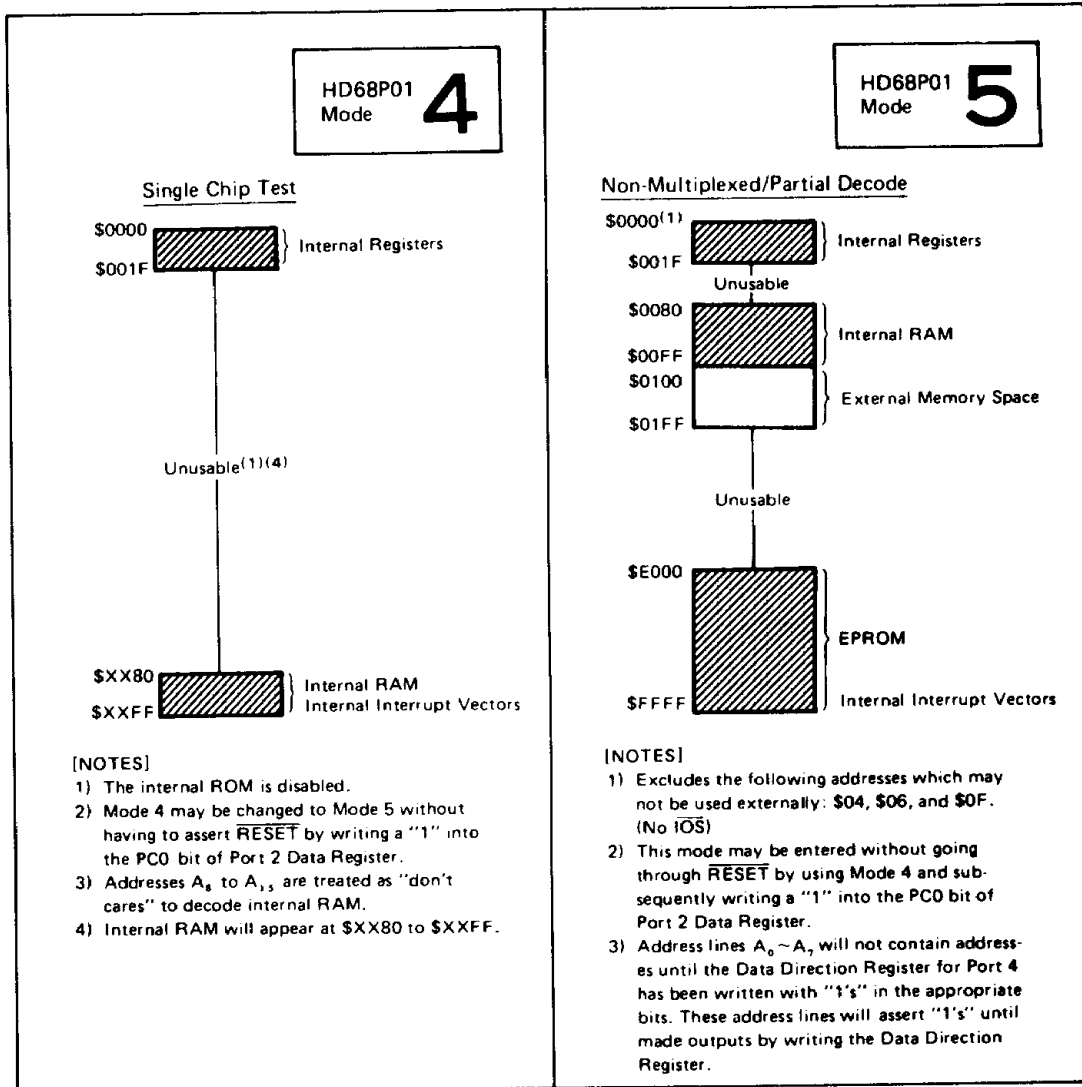 HD68P01
Mode 4
Single Chip Test
$0000
Internal Registers
$001F
Unusable(1)(4)
$XX80
Internal RAM
Internal Interrupt Vectors
$XXFF
[NOTES]
1) The internal ROM is disabled.
2) Mode 4 may be changed to Mode 5 without
having to assert RESET by writing a "1" into
the PC0 bit of Port 2 Data Register.
3) Addresses A8 to A15 are treated as "don't
cares" to decode internal RAM.
4) Internal RAM will appear at $XX80 to $XXFF.
HD68P01
Mode 5
Non-Multiplexed/Partial Decode
$0000(1)
Internal Registers
$001F
Unusable
$0080
Internal RAM
$00FF
$0100
External Memory Space
$01FF
Unusable
$E000
EPROM
$FFFF
Internal Interrupt Vectors
[NOTES]
1) Excludes the following addresses which may
not be used externally: $04, $06, and $0F.
(No IOS)
2) This mode may be entered without going
through RESET by using Mode 4 and sub-
sequently writing a "1" into the PC0 bit of
Port 2 Data Register.
3) Address lines A0~A7 will not contain address-
es until the Data Direction Register for Port 4
has been written with "1's" in the appropriate
bits. These address lines will assert "1's" until
made outputs by writing the Data Direction
Register.